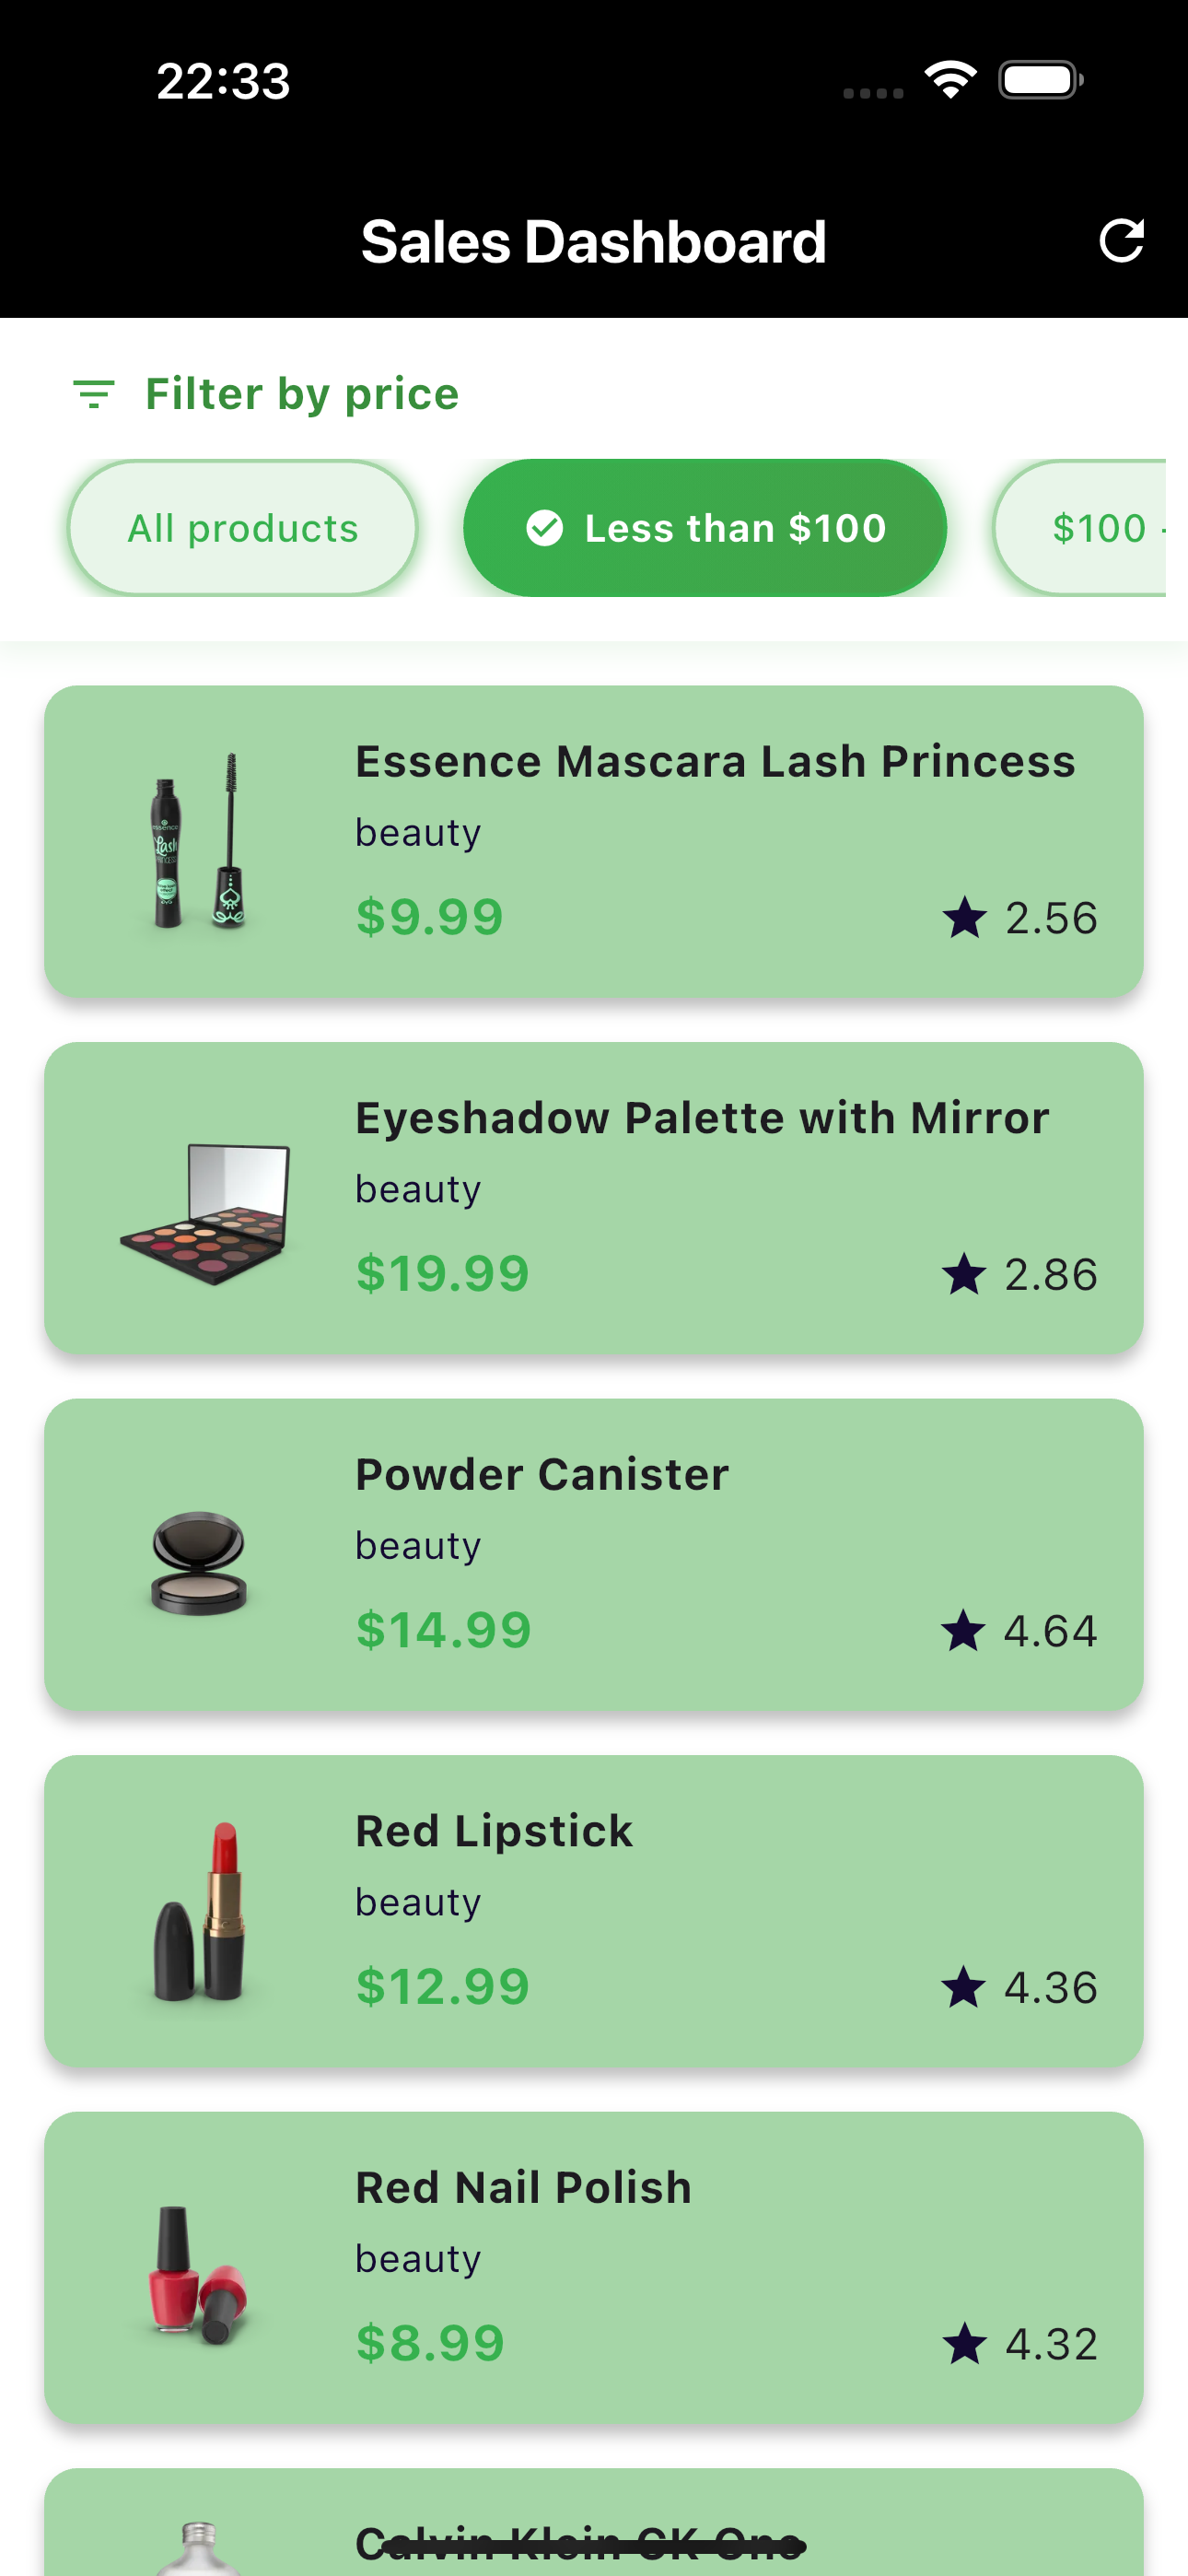 22:33
Sales Dashboard
Filter by price
All products
Less than $100
$100 -
Essence Mascara Lash Princess
beauty
$9.99
2.56
Eyeshadow Palette with Mirror
beauty
$19.99
2.86
essence
Lash
Powder Canister
beauty
$14.99
4.64
Red Lipstick
beauty
$12.99
4.36
Red Nail Polish
beauty
$8.99
4.32
Calvin Klein CK One